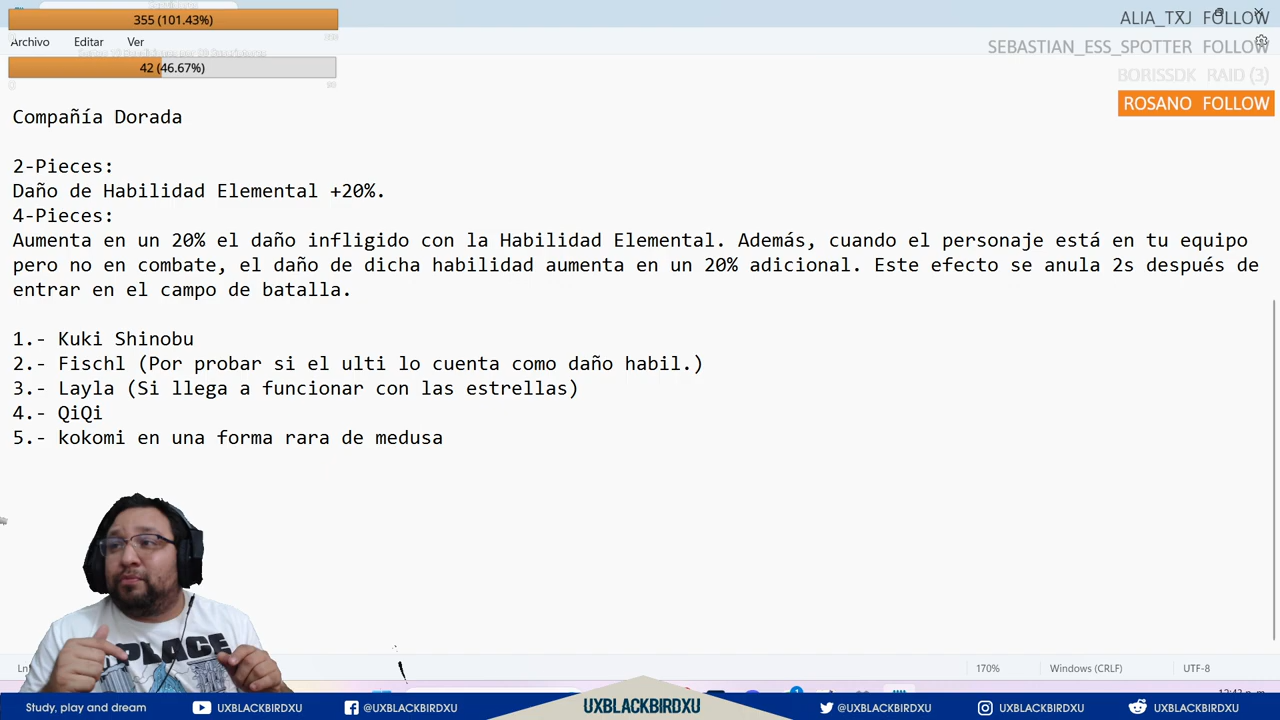 355 (101.43%)
ALIA_TXJ FOLLOW
Archivo Editar Ver
SEBASTIAN_ESS_SPOTTER FOLLOW
42 (46.67%)
BORISSDK RAID (3)
ROSANO FOLLOW
Compañía Dorada
2-Pieces:
Daño de Habilidad Elemental +20%.
4-Pieces:
Aumenta en un 20% el daño infligido con la Habilidad Elemental. Además, cuando el personaje está en tu equipo
pero no en combate, el daño de dicha habilidad aumenta en un 20% adicional. Este efecto se anula 2s después de
entrar en el campo de batalla.
1.- Kuki Shinobu
2.- Fischl (Por probar si el ulti lo cuenta como daño habil.)
3.- Layla (Si llega a funcionar con las estrellas)
4.- QiQi
5.- kokomi en una forma rara de medusa
PLACE
Ln
170%
Windows (CRLF)
UTF-8
Study, play and dream
UXBLACKBIRDXU
@UXBLACKBIRDXU
UXBLACKBIRDXU
@UXBLACKBIRDXU
UXBLACKBIRDXU
UXBLACKBIRDXU